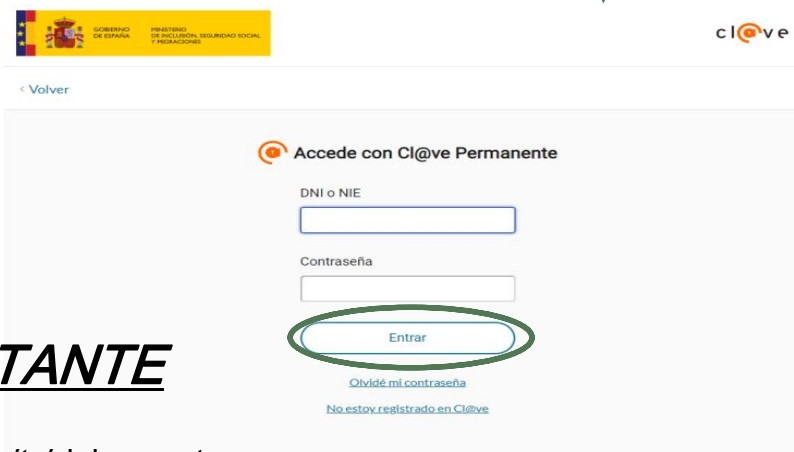 GOBIERNO
DE ESPAÑA
MINISTERIO
DE INCLUSIÓN, SEGURIDAD SOCIAL
Y MIGRACIONES
cl@ve
< Volver
Accede con Cl@ve Permanente
DNI o NIE
Contraseña
Entrar
TANTE
Olvidé mi contraseña
No estoy registrado en Cl@ve